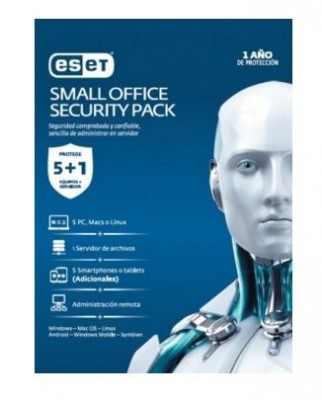 eseT
1 AÑO
DE PROTECCIÓN
SMALL OFFICE
SECURITY PACK
Seguridad comprobada y confiable,
sencilla de administrar en servidor
PROTEGE
5+1
EQUIPOS +
SERVIDOR
5 PC, Macs o Linux
+
1 Servidor de archivos
+
5 Smartphones o tablets
(Adicionales)
+
Administración remota
Windows – Mac OS – Linux
Android – Windows Mobile – Symbian